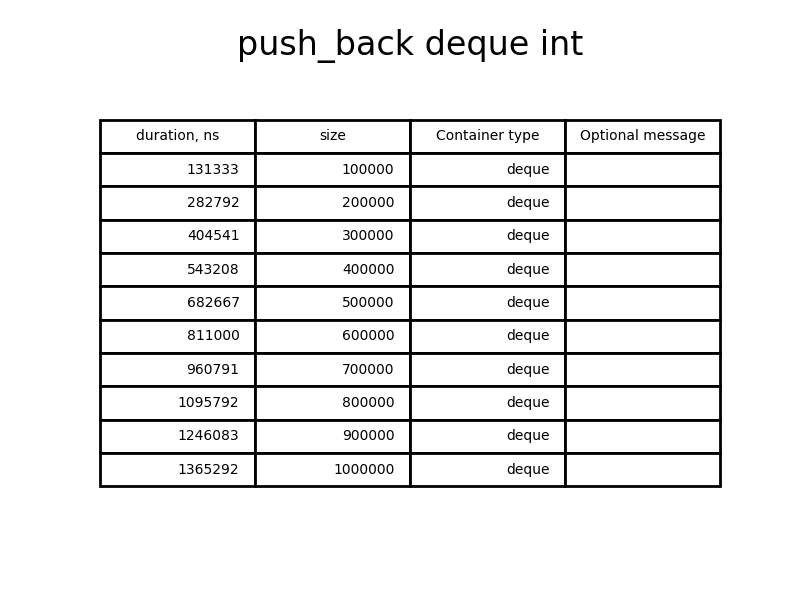 push_back deque int
duration, ns size Container type Optional message
131333 100000 deque
282792 200000 deque
404541 300000 deque
543208 400000 deque
682667 500000 deque
811000 600000 deque
960791 700000 deque
1095792 800000 deque
1246083 900000 deque
1365292 1000000 deque